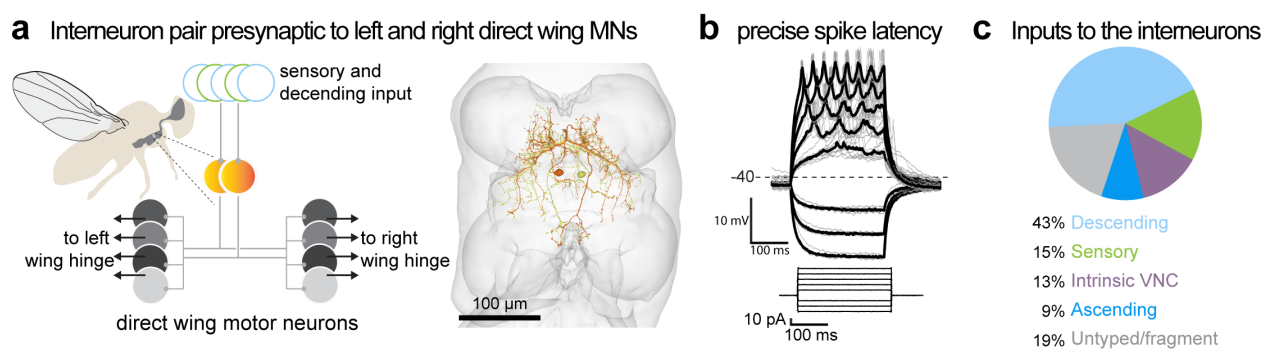 a Interneuron pair presynaptic to left and right direct wing MNs
sensory and
decending input
to left
wing hinge
to right
wing hinge
direct wing motor neurons
100 µm
b precise spike latency
-40
10 mV
100 ms
10 pA
100 ms
c Inputs to the interneurons
43% Descending
15% Sensory
13% Intrinsic VNC
9% Ascending
19% Untyped/fragment